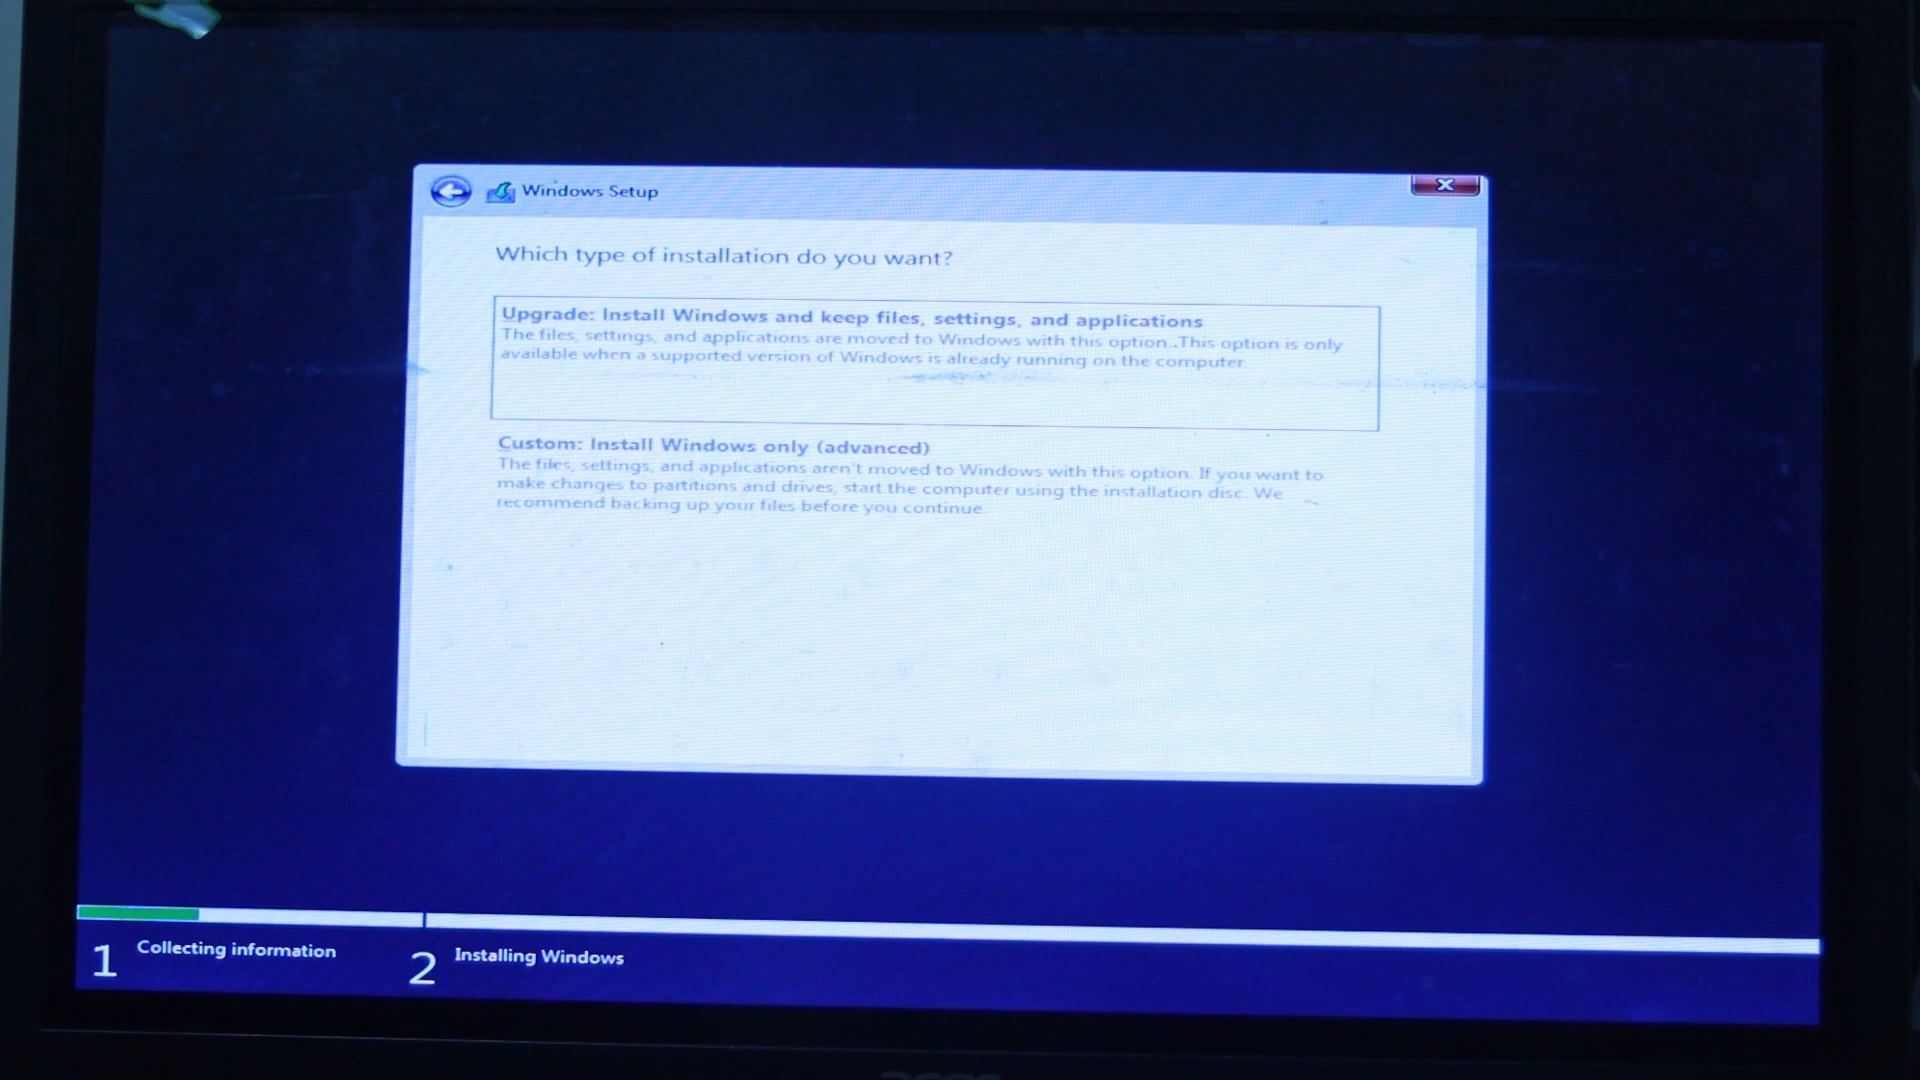 Windows Setup
Which type of installation do you want?
Upgrade: Install Windows and keep files, settings, and applications
The files, settings, and applications are moved to Windows with this option. This option is only
available when a supported version of Windows is already running on the computer.
Custom: Install Windows only (advanced)
The files, settings, and applications aren't moved to Windows with this option. If you want to
make changes to partitions and drives, start the computer using the installation disc. We
recommend backing up your files before you continue.
1 Collecting information
2 Installing Windows